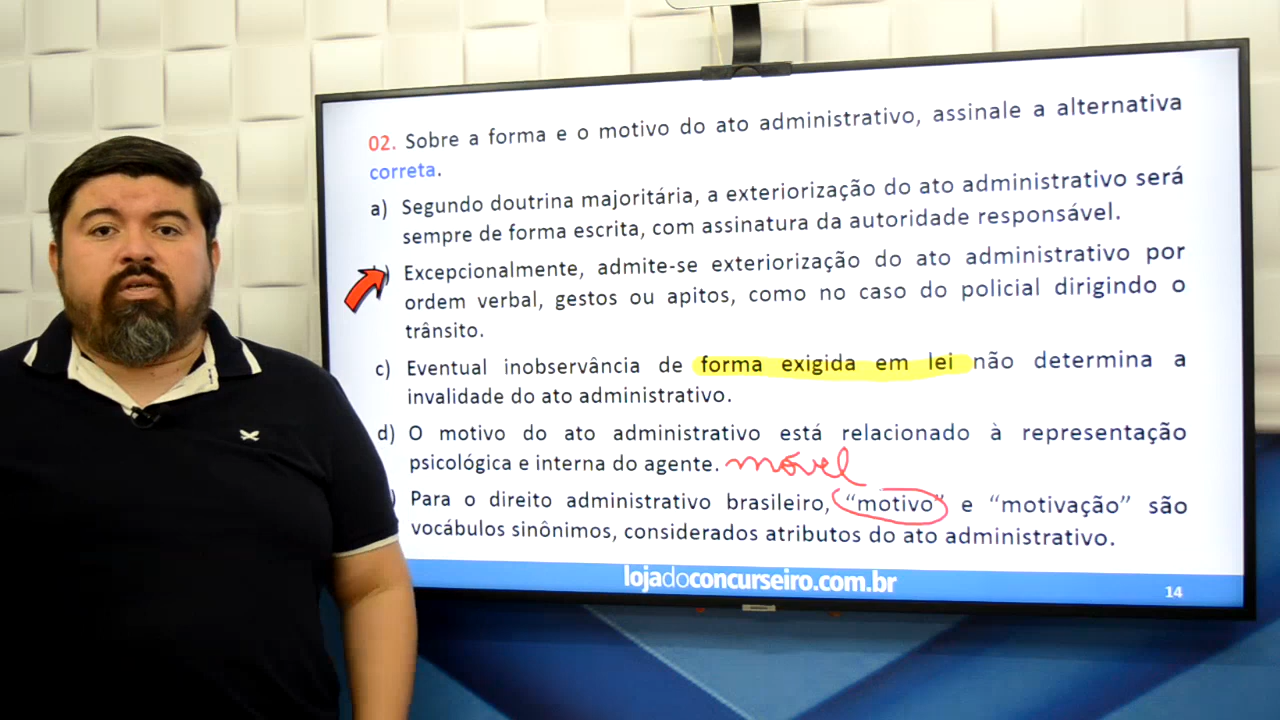 02. Sobre a forma e o motivo do ato administrativo, assinale a alternativa
correta.
a) Segundo doutrina majoritária, a exteriorização do ato administrativo será
sempre de forma escrita, com assinatura da autoridade responsável.
) Excepcionalmente, admite-se exteriorização do ato administrativo por
ordem verbal, gestos ou apitos, como no caso do policial dirigindo o
trânsito.
c) Eventual inobservância de forma exigida em lei não determina a
invalidade do ato administrativo.
d) O motivo do ato administrativo está relacionado à representação
psicológica e interna do agente. móvel
) Para o direito administrativo brasileiro, “motivo” e “motivação” são
vocábulos sinônimos, considerados atributos do ato administrativo.
lojadoconcurseiro.com.br
14